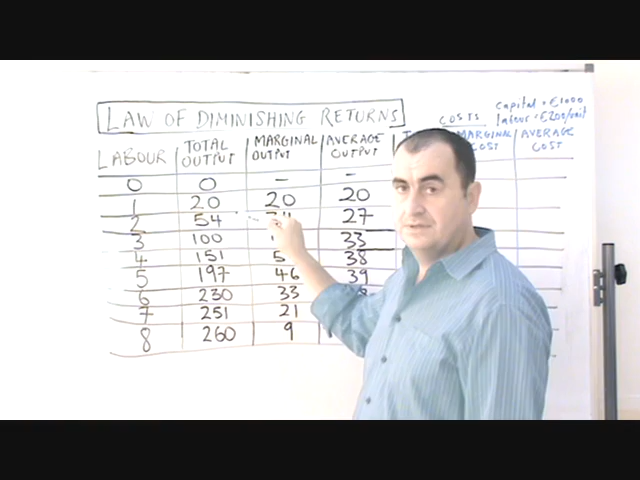 LAW OF DIMINISHING RETURNS
COSTS
capital = €1000
labour = €200/unit
LABOUR TOTAL OUTPUT MARGINAL OUTPUT AVERAGE OUTPUT MARGINAL COST AVERAGE COST
0 0 - -
1 20 20 20
2 54 27
3 100 33
4 151 5 38
5 197 46 39
6 230 33
7 251 21
8 260 9